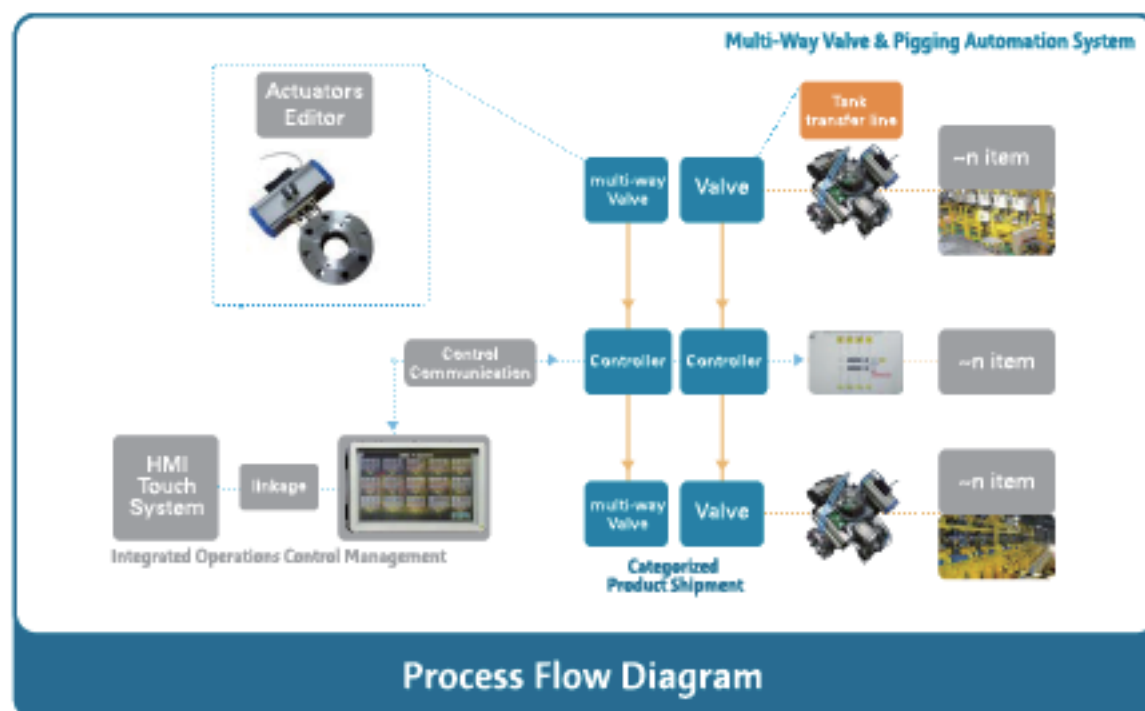 Multi-Way Valve & Pigging Automation System
Actuators
Editor
Tank
transfer line
~n item
multi-way
Valve
Valve
Control
Communication
Controller
Controller
~n item
HMI
Touch
System
linkage
multi-way
Valve
Valve
~n item
Integrated Operations Control Management
Categorized
Product Shipment
Process Flow Diagram